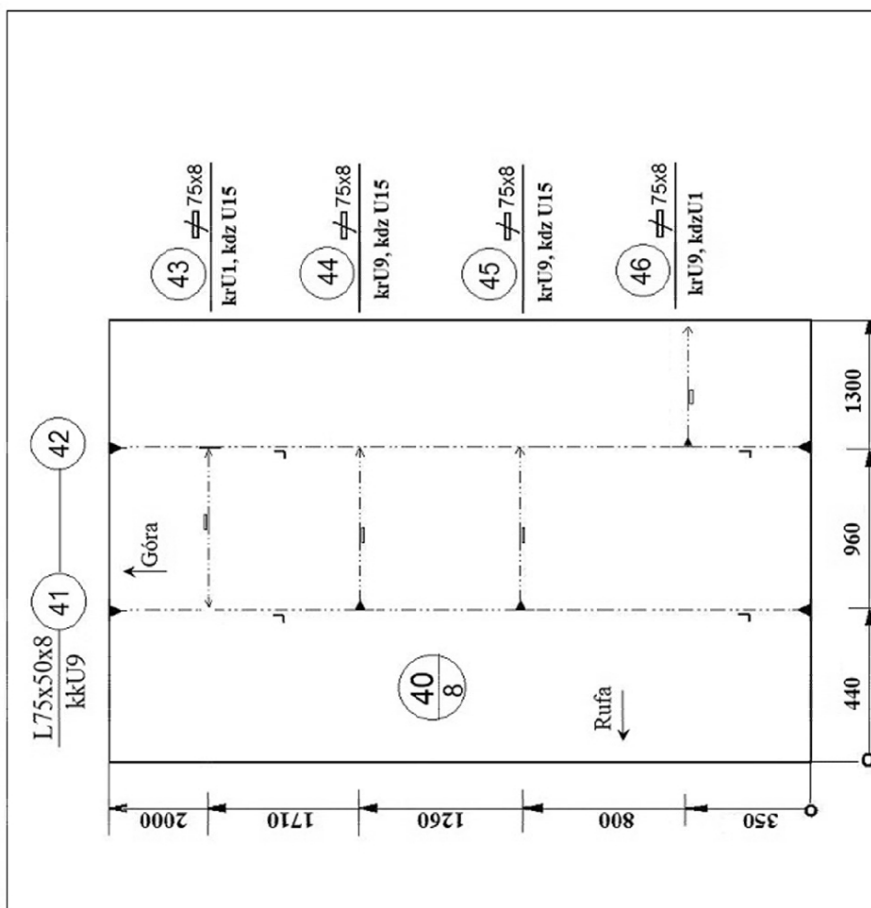 41
42
L75x50x8
kkU9
Góra
43
75x8
krU1, kdz U15
44
75x8
krU9, kdz U15
45
75x8
krU9, kdz U15
46
75x8
krU9, kdzU1
40
8
Rufa
2000
1710
1260
800
350
O
O
440
960
1300